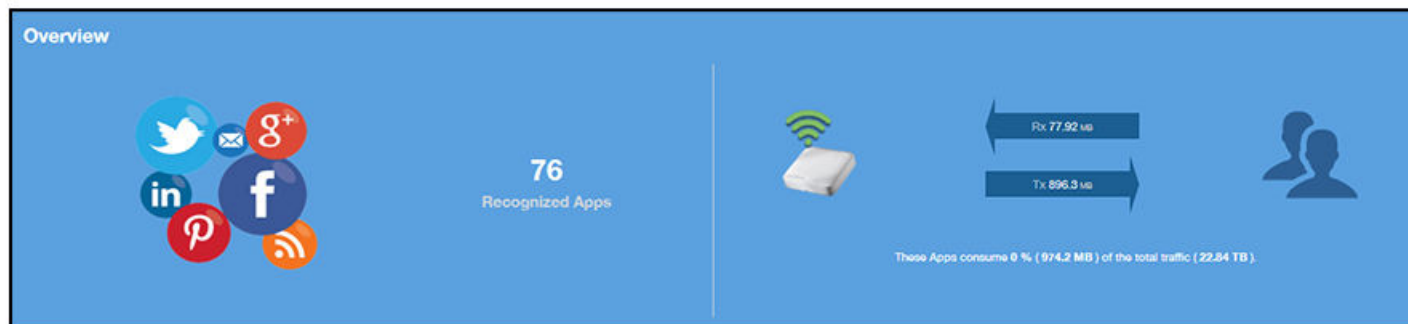 Overview
g+
in
f
76
Recognized Apps
Rx 77.92 MB
Tx 896.3 MB
These Apps consume 0 % ( 974.2 MB ) of the total traffic ( 22.84 TB ).